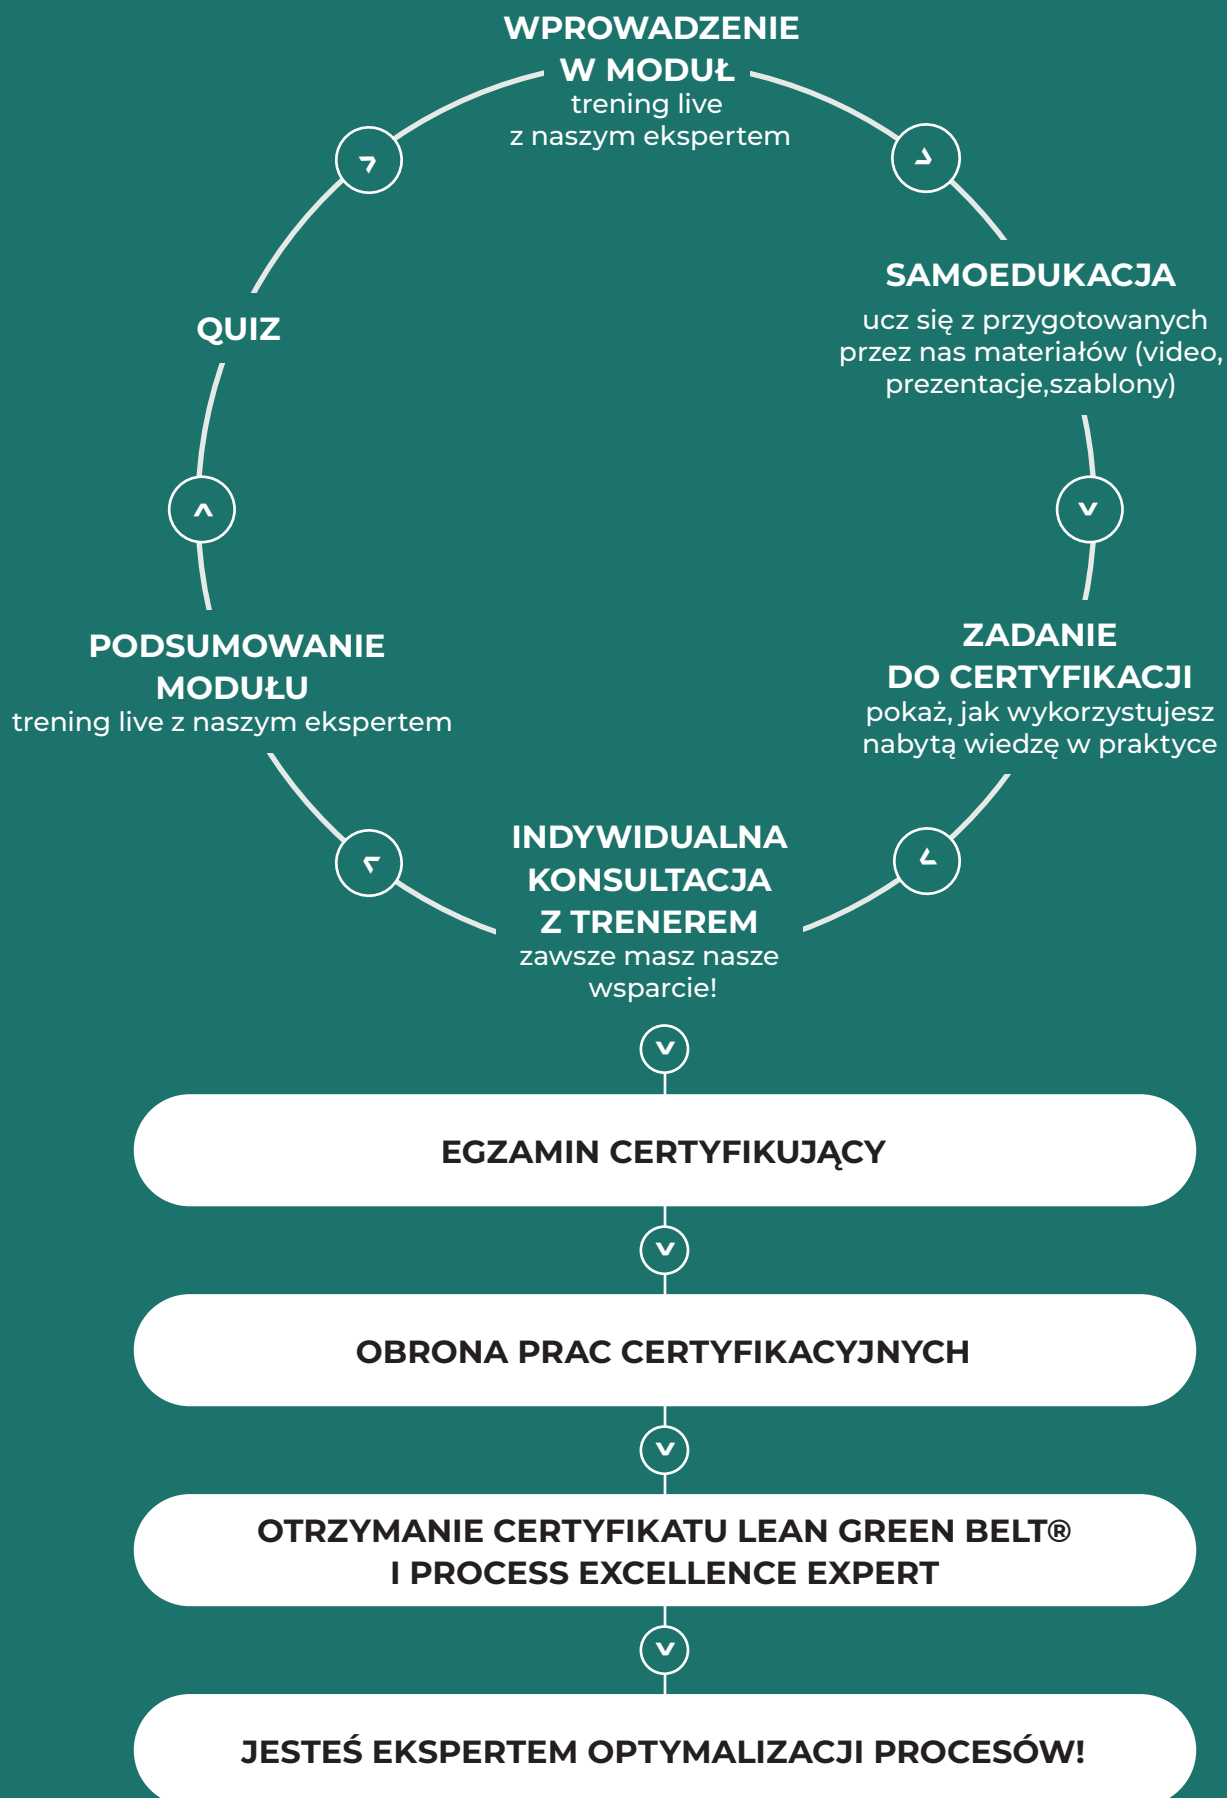 WPROWADZENIE
W MODUŁ
trening live
z naszym ekspertem
SAMOEDUKACJA
ucz się z przygotowanych
przez nas materiałów (video,
prezentacje,szablony)
ZADANIE
DO CERTYFIKACJI
pokaż, jak wykorzystujesz
nabytą wiedzę w praktyce
INDYWIDUALNA
KONSULTACJA
Z TRENEREM
zawsze masz nasze
wsparcie!
PODSUMOWANIE
MODUŁU
trening live z naszym ekspertem
QUIZ
EGZAMIN CERTYFIKUJĄCY
OBRONA PRAC CERTYFIKACYJNYCH
OTRZYMANIE CERTYFIKATU LEAN GREEN BELT®
I PROCESS EXCELLENCE EXPERT
JESTEŚ EKSPERTEM OPTYMALIZACJI PROCESÓW!